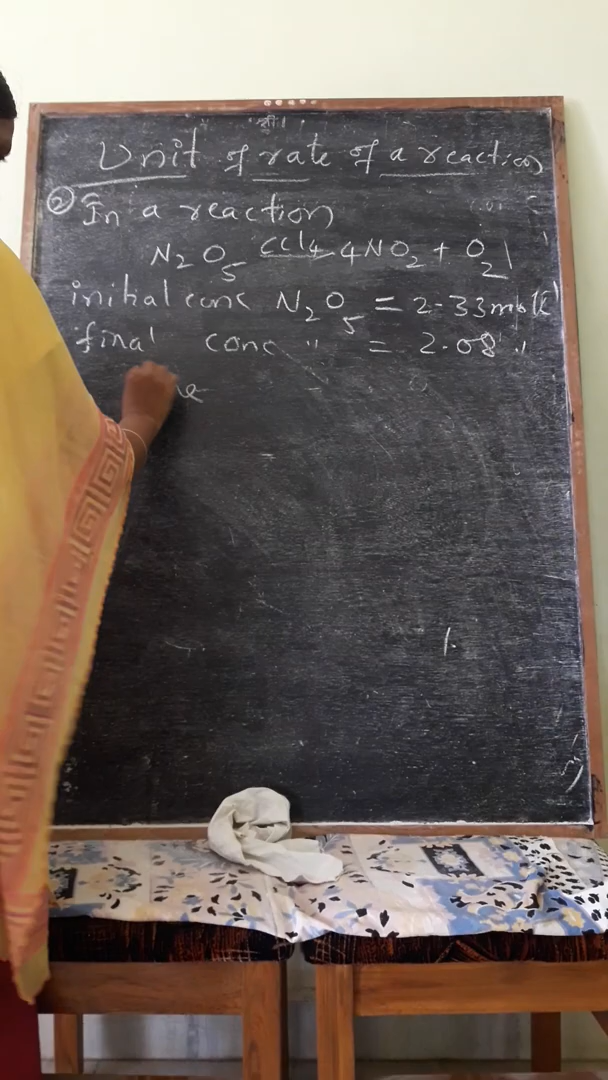 श्री।
Unit of rate of a reaction
② In a reaction
N₂O₅ CCl₄ 4NO₂ + O₂
initial conc N₂O₅ = 2.33 mol
final conc " = 2.08 "